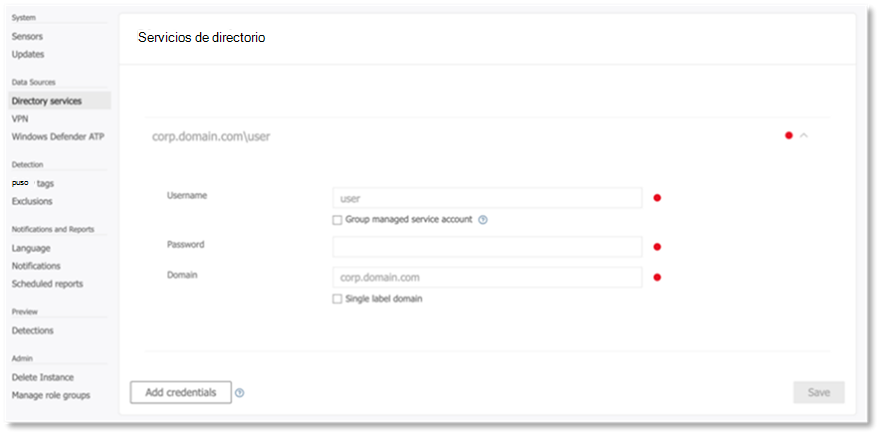 System
Sensors
Updates
Data Sources
Directory services
VPN
Windows Defender ATP
Detection
puso tags
Exclusions
Notifications and Reports
Language
Notifications
Scheduled reports
Preview
Detections
Admin
Delete Instance
Manage role groups
Servicios de directorio
corp.domain.com\user
Username
user
Group managed service account
Password
Domain
corp.domain.com
Single label domain
Add credentials
Save